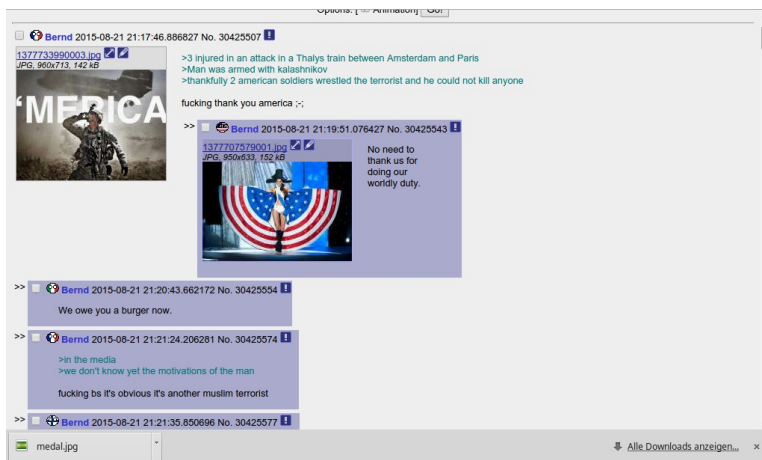 Options: [ Animation] Go!
Bernd 2015-08-21 21:17:46.886827 No. 30425507
1377733990003.jpg
JPG, 960x713, 142 kB
'MERICA
>3 injured in an attack in a Thalys train between Amsterdam and Paris
>Man was armed with kalashnikov
>thankfully 2 american soldiers wrestled the terrorist and he could not kill anyone
fucking thank you america ;-;
>> Bernd 2015-08-21 21:19:51.076427 No. 30425543
1377707579001.jpg
JPG, 950x633, 152 kB
No need to
thank us for
doing our
worldly duty.
>> Bernd 2015-08-21 21:20:43.662172 No. 30425554
We owe you a burger now.
>> Bernd 2015-08-21 21:21:24.206281 No. 30425574
>in the media
>we don't know yet the motivations of the man
fucking bs it's obvious it's another muslim terrorist
>> Bernd 2015-08-21 21:21:35.850696 No. 30425577
medal.jpg
Alle Downloads anzeigen...